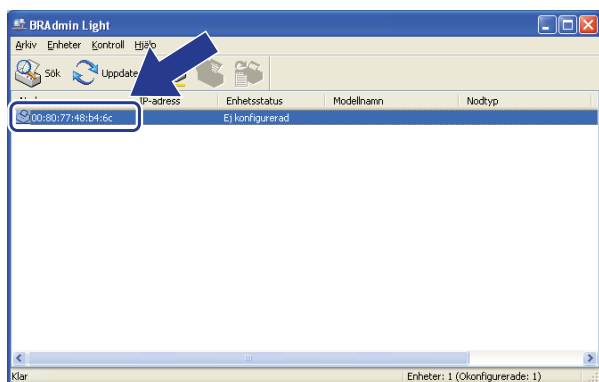 BRAdmin Light
Arkiv Enheter Kontroll Hjälp
Sök Uppdatera
IP-adress Enhetsstatus Modellnamn Nodtyp
00:80:77:48:b4:6c Ej konfigurerad
Klar Enheter: 1 (Okonfigurerade: 1)